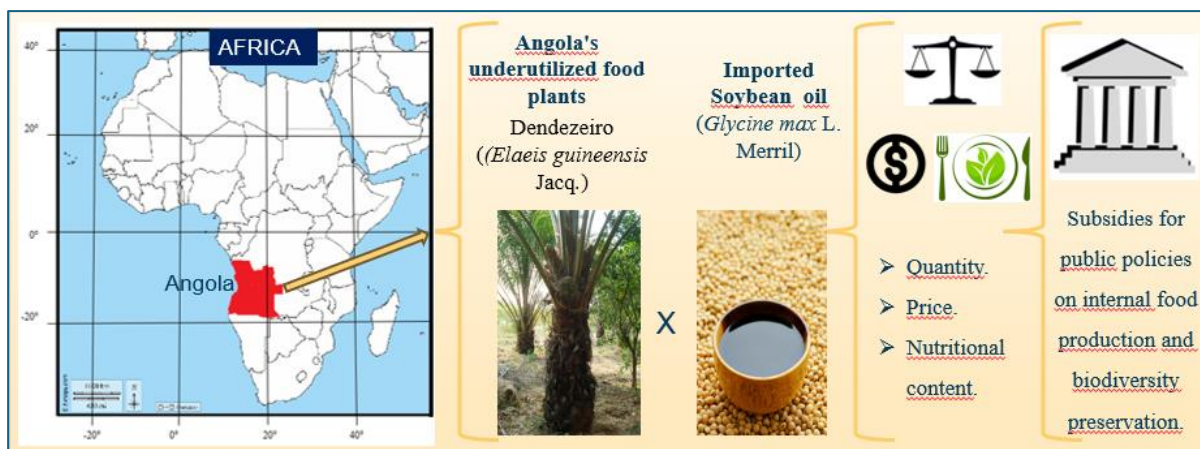 AFRICA
40°
20°
0°
-20°
Angola
-20°
0°
20°
40°
Angola's
underutilized food
plants
Dendezeiro
((Elaeis guineensis
Jacq.)
X
Imported
Soybean oil
(Glycine max L.
Merril)
$
➢ Quantity.
➢ Price.
➢ Nutritional
content.
Subsidies for
public policies
on internal food
production and
biodiversity
preservation.